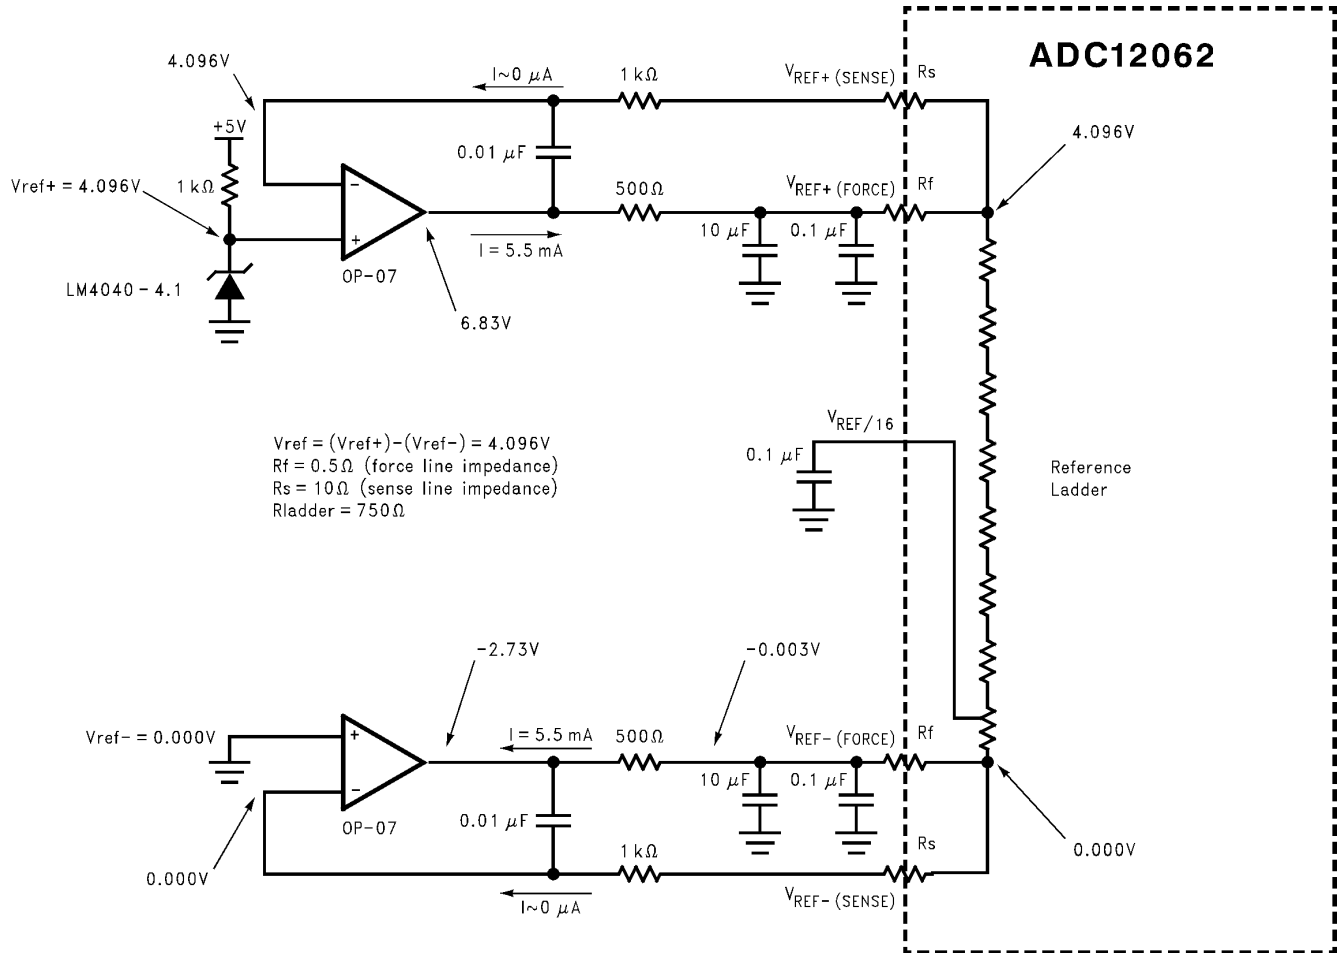 ADC12062
4.096V
I~0 μA
1 kΩ
VREF+ (SENSE)
Rs
+5V
4.096V
0.01 μF
1 kΩ
Vref+ = 4.096V
−
500Ω
VREF+ (FORCE)
Rf
10 μF
0.1 μF
+
I = 5.5 mA
OP-07
LM4040 - 4.1
6.83V
VREF/16
Vref = (Vref+)-(Vref-) = 4.096V
0.1 μF
Rf = 0.5Ω (force line impedance)
Reference
Rs = 10Ω (sense line impedance)
Ladder
Rladder = 750Ω
-2.73V
-0.003V
Vref- = 0.000V
+
I = 5.5 mA
500Ω
VREF- (FORCE)
Rf
10 μF
0.1 μF
−
OP-07
0.01 μF
1 kΩ
Rs
0.000V
0.000V
VREF- (SENSE)
I~0 μA